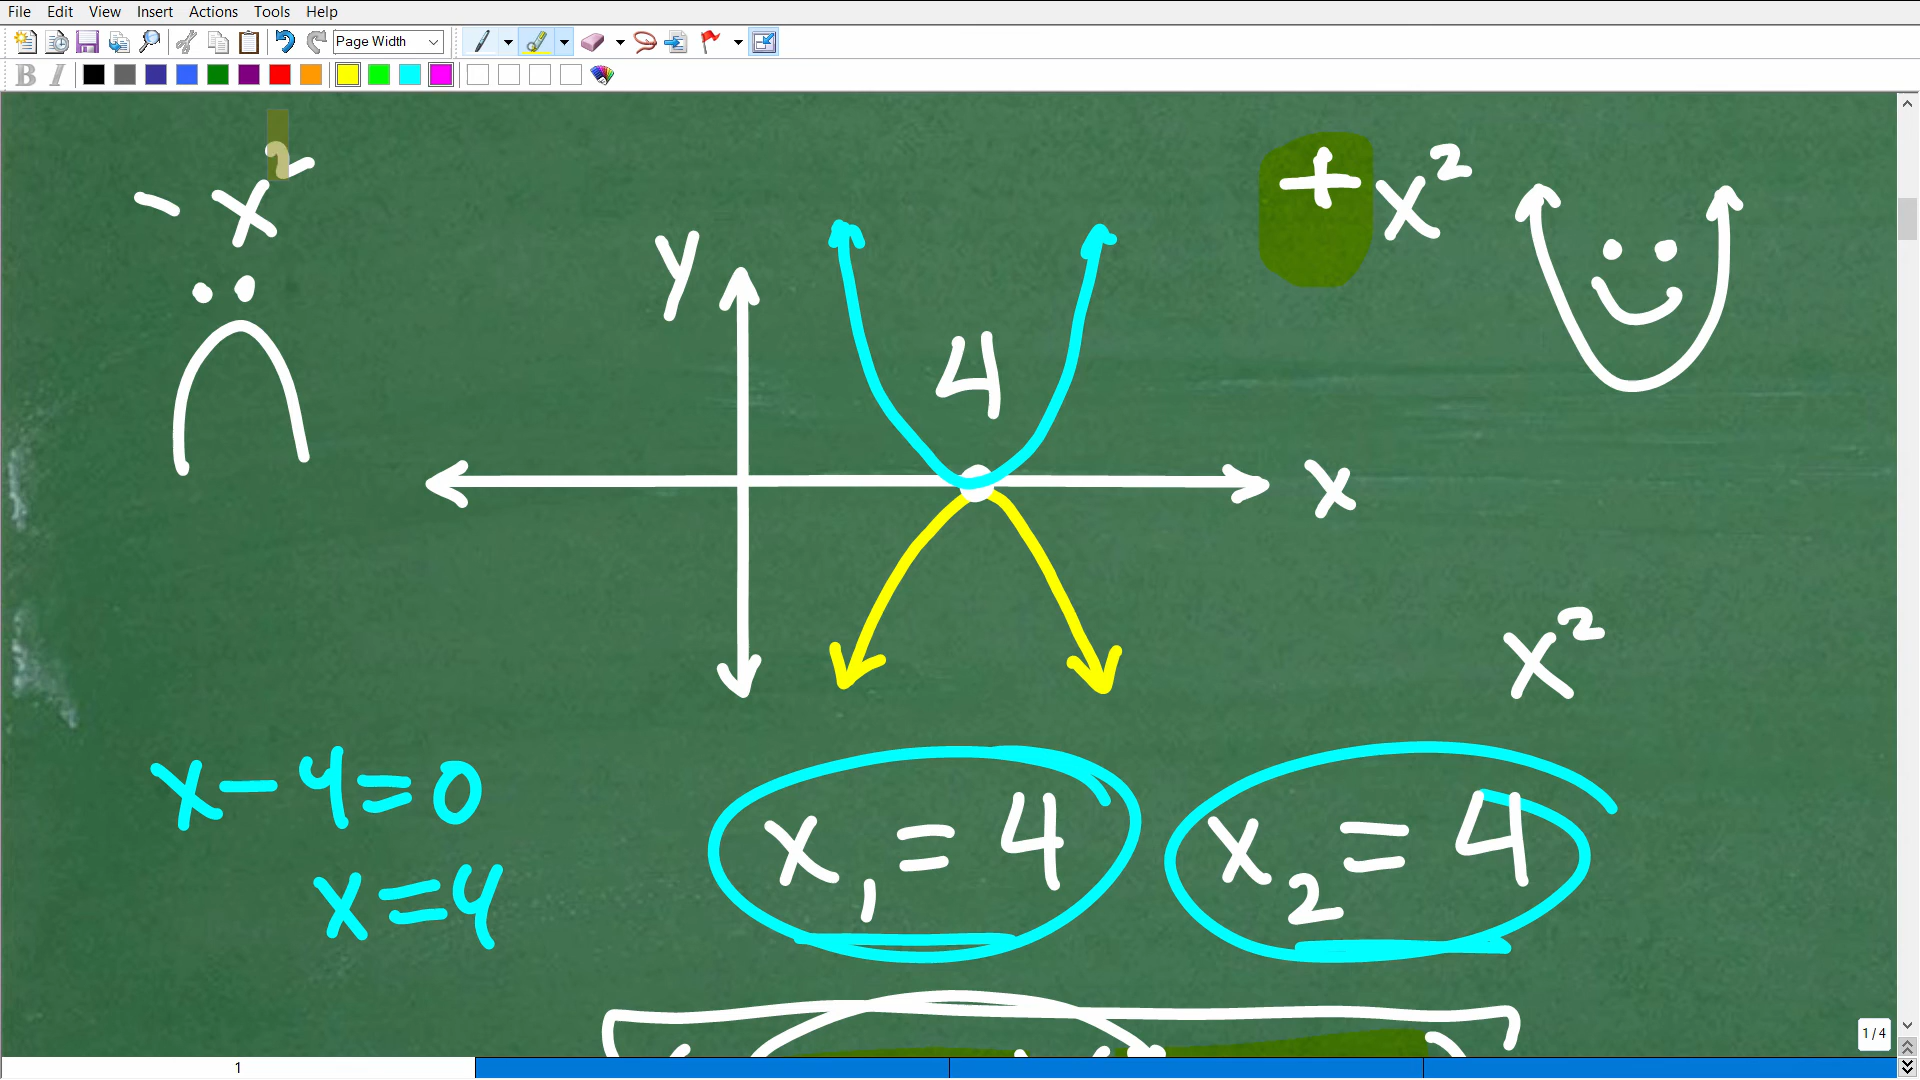 File Edit View Insert Actions Tools Help
Page Width
B I
- x²
+ x²
y
4
x
x²
x - 4 = 0
x = 4
x₁ = 4
x₂ = 4
1 / 4
1